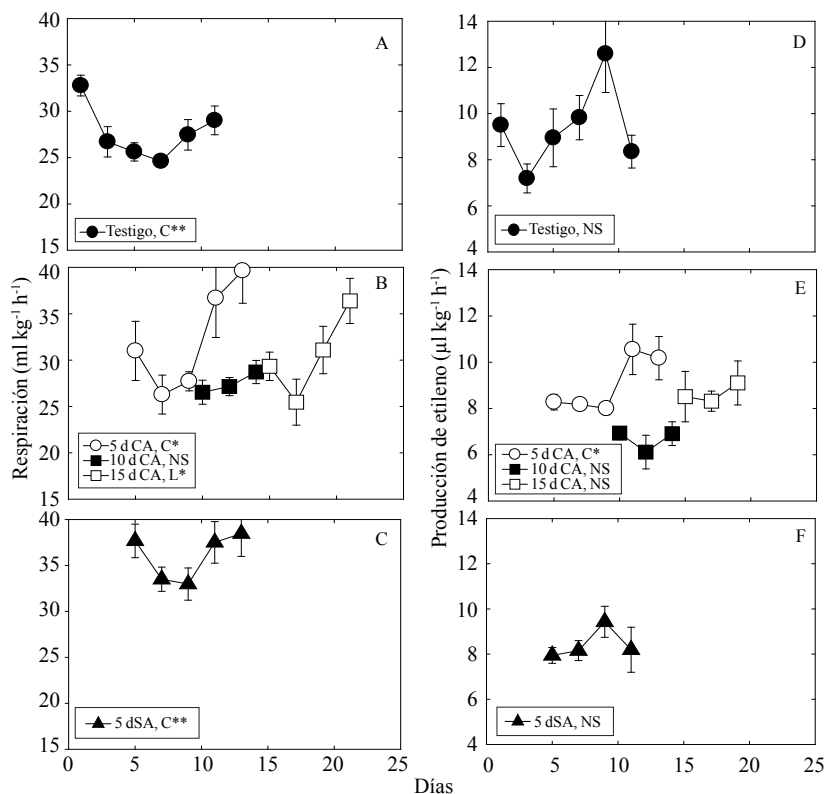 40
35
30
25
20
15
A
Testigo, C**
14
12
10
8
6
4
D
Testigo, NS
40
35
30
25
20
15
B
5 d CA, C*
10 d CA, NS
15 d CA, L*
14
12
10
8
6
4
E
5 d CA, C*
10 d CA, NS
15 d CA, NS
40
35
30
25
20
15
C
5 dSA, C**
0 5 10 15 20 25
14
12
10
8
6
4
F
5 dSA, NS
0 5 10 15 20 25
Respiración (ml kg⁻¹ h⁻¹)
Producción de etileno (µl kg⁻¹ h⁻¹)
Días